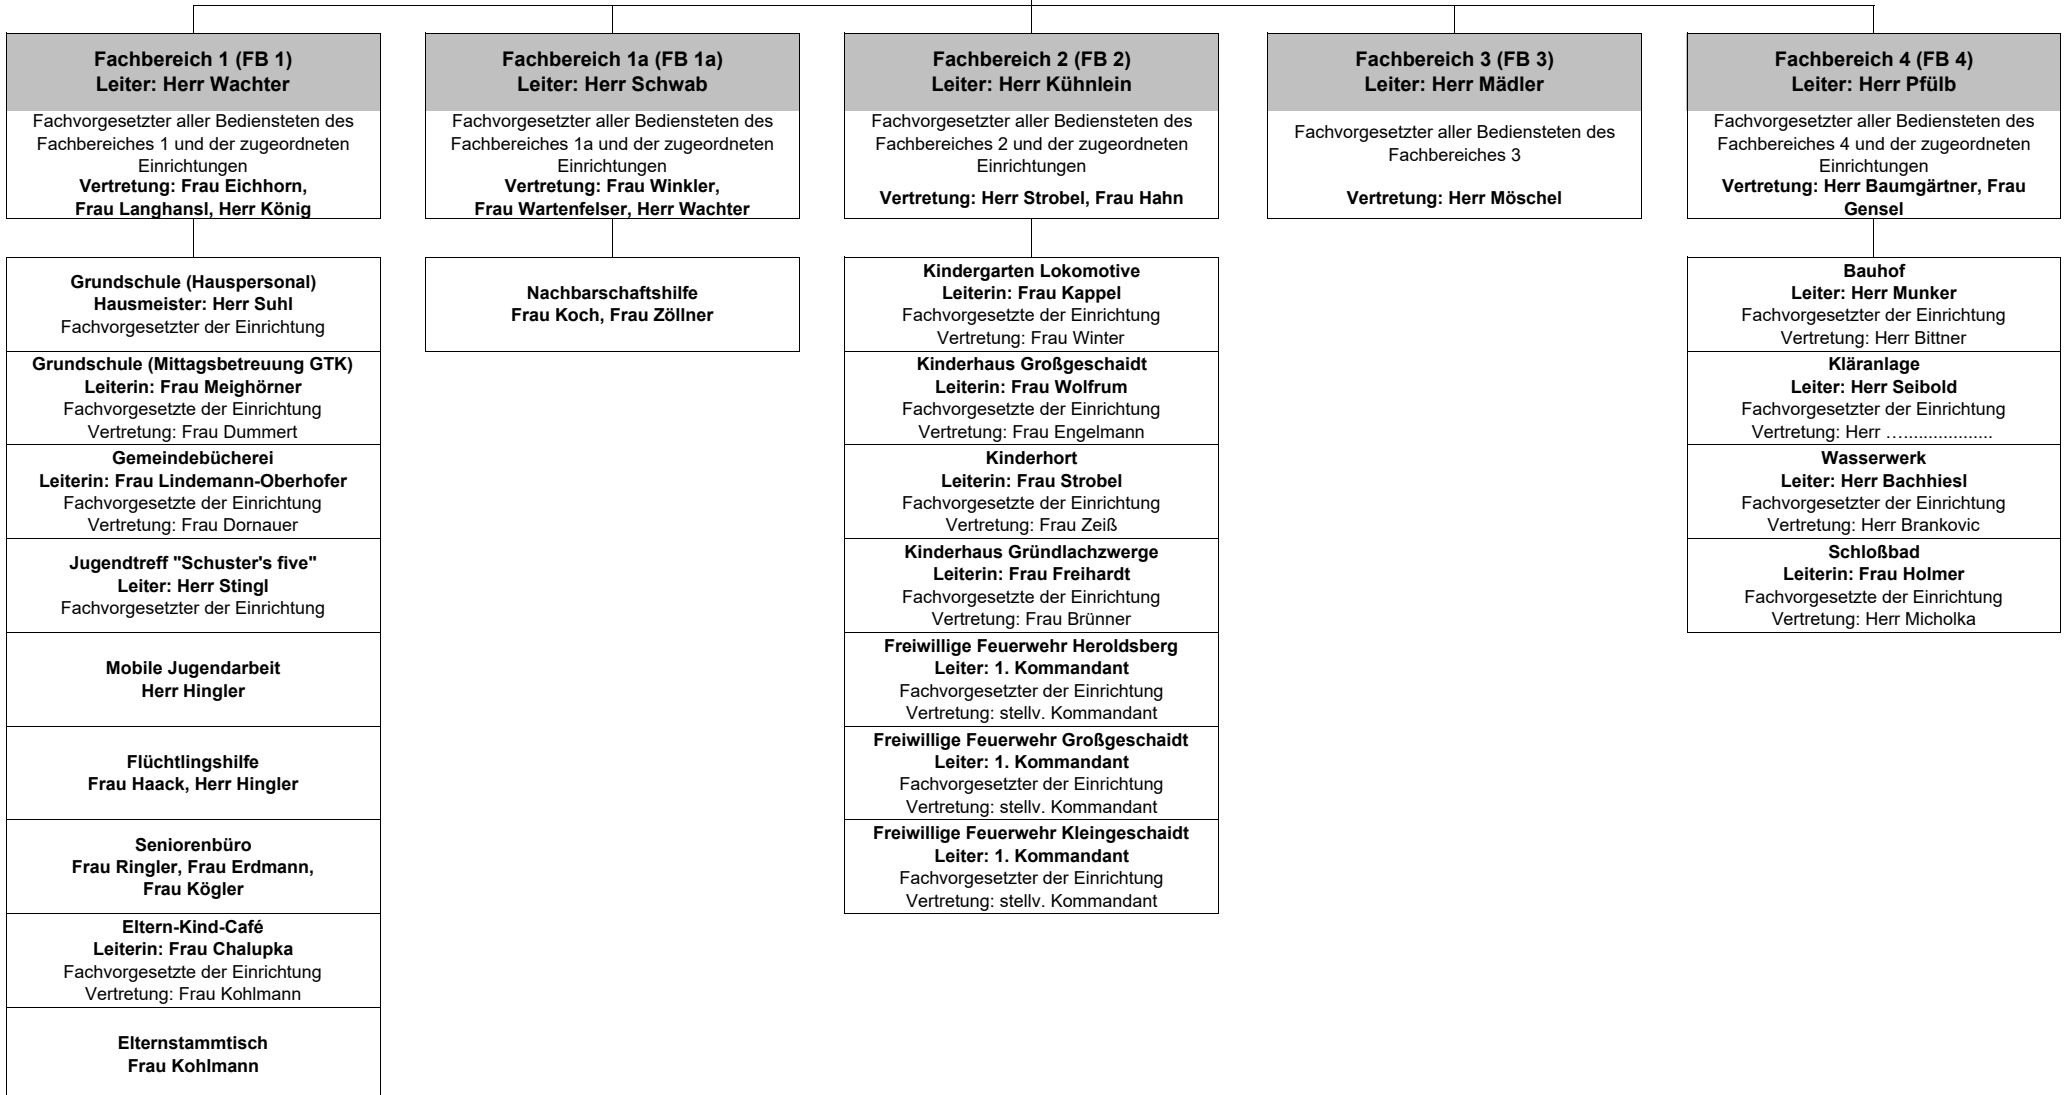 Fachbereich 1 (FB 1)
Leiter: Herr Wachter
Fachvorgesetzter aller Bediensteten des
Fachbereiches 1 und der zugeordneten
Einrichtungen
Vertretung: Frau Eichhorn,
Frau Langhansl, Herr König
Grundschule (Hauspersonal)
Hausmeister: Herr Suhl
Fachvorgesetzter der Einrichtung
Grundschule (Mittagsbetreuung GTK)
Leiterin: Frau Meighörner
Fachvorgesetzte der Einrichtung
Vertretung: Frau Dummert
Gemeindebücherei
Leiterin: Frau Lindemann-Oberhofer
Fachvorgesetzte der Einrichtung
Vertretung: Frau Dornauer
Jugendtreff "Schuster's five"
Leiter: Herr Stingl
Fachvorgesetzter der Einrichtung
Mobile Jugendarbeit
Herr Hingler
Flüchtlingshilfe
Frau Haack, Herr Hingler
Seniorenbüro
Frau Ringler, Frau Erdmann,
Frau Kögler
Eltern-Kind-Café
Leiterin: Frau Chalupka
Fachvorgesetzte der Einrichtung
Vertretung: Frau Kohlmann
Elternstammtisch
Frau Kohlmann
Fachbereich 1a (FB 1a)
Leiter: Herr Schwab
Fachvorgesetzter aller Bediensteten des
Fachbereiches 1a und der zugeordneten
Einrichtungen
Vertretung: Frau Winkler,
Frau Wartenfelser, Herr Wachter
Nachbarschaftshilfe
Frau Koch, Frau Zöllner
Fachbereich 2 (FB 2)
Leiter: Herr Kühnlein
Fachvorgesetzter aller Bediensteten des
Fachbereiches 2 und der zugeordneten
Einrichtungen
Vertretung: Herr Strobel, Frau Hahn
Kindergarten Lokomotive
Leiterin: Frau Kappel
Fachvorgesetzte der Einrichtung
Vertretung: Frau Winter
Kinderhaus Großgeschaidt
Leiterin: Frau Wolfrum
Fachvorgesetzte der Einrichtung
Vertretung: Frau Engelmann
Kinderhort
Leiterin: Frau Strobel
Fachvorgesetzte der Einrichtung
Vertretung: Frau Zeiß
Kinderhaus Gründlachzwerge
Leiterin: Frau Freihardt
Fachvorgesetzte der Einrichtung
Vertretung: Frau Brünner
Freiwillige Feuerwehr Heroldsberg
Leiter: 1. Kommandant
Fachvorgesetzter der Einrichtung
Vertretung: stellv. Kommandant
Freiwillige Feuerwehr Großgeschaidt
Leiter: 1. Kommandant
Fachvorgesetzter der Einrichtung
Vertretung: stellv. Kommandant
Freiwillige Feuerwehr Kleingeschaidt
Leiter: 1. Kommandant
Fachvorgesetzter der Einrichtung
Vertretung: stellv. Kommandant
Fachbereich 3 (FB 3)
Leiter: Herr Mädler
Fachvorgesetzter aller Bediensteten des
Fachbereiches 3
Vertretung: Herr Möschel
Fachbereich 4 (FB 4)
Leiter: Herr Pfülb
Fachvorgesetzter aller Bediensteten des
Fachbereiches 4 und der zugeordneten
Einrichtungen
Vertretung: Herr Baumgärtner, Frau
Gensel
Bauhof
Leiter: Herr Munker
Fachvorgesetzter der Einrichtung
Vertretung: Herr Bittner
Kläranlage
Leiter: Herr Seibold
Fachvorgesetzter der Einrichtung
Vertretung: Herr …..................
Wasserwerk
Leiter: Herr Bachhiesl
Fachvorgesetzter der Einrichtung
Vertretung: Herr Brankovic
Schloßbad
Leiterin: Frau Holmer
Fachvorgesetzte der Einrichtung
Vertretung: Herr Micholka